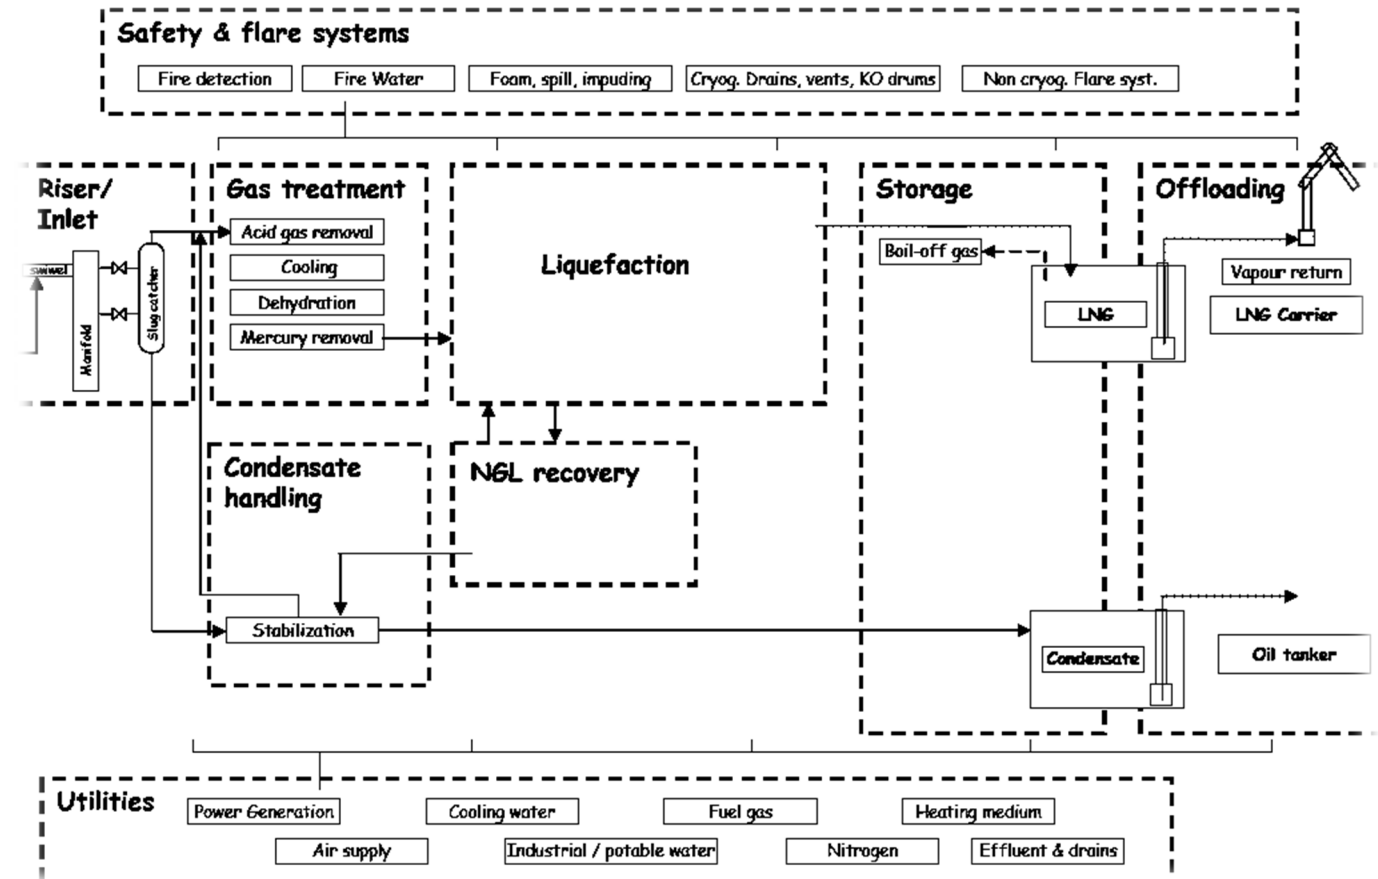 Safety & flare systems
Fire detection
Fire Water
Foam, spill, impuding
Cryog. Drains, vents, KO drums
Non cryog. Flare syst.
Riser/
Inlet
swivel
Manifold
Slug catcher
Gas treatment
Acid gas removal
Cooling
Dehydration
Mercury removal
Liquefaction
Storage
Boil-off gas
LNG
Offloading
Vapour return
LNG Carrier
Condensate
handling
Stabilization
NGL recovery
Condensate
Oil tanker
Utilities
Power Generation
Cooling water
Fuel gas
Heating medium
Air supply
Industrial / potable water
Nitrogen
Effluent & drains